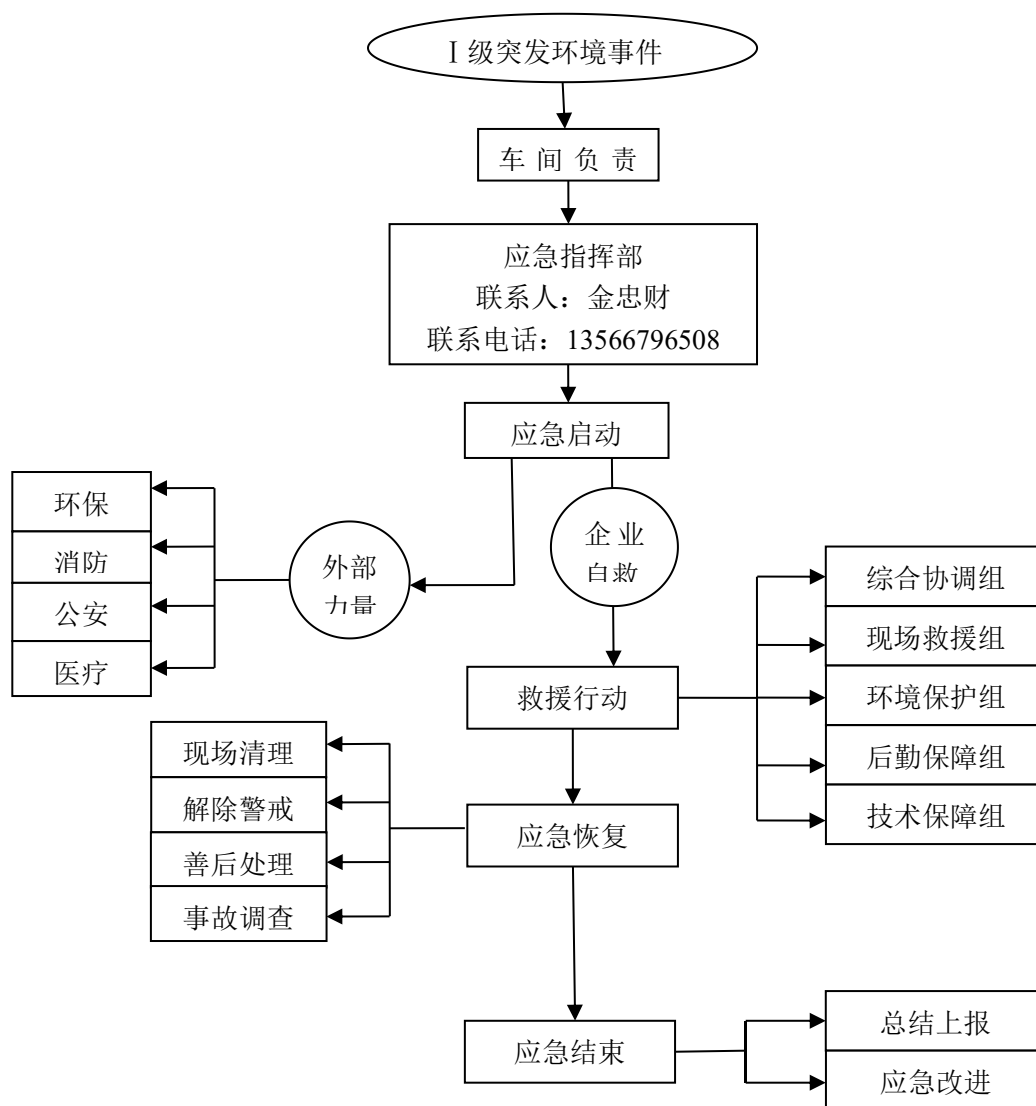 Ⅰ级突发环境事件
车 间 负 责
应急指挥部
联系人：金忠财
联系电话：13566796508
应急启动
环保
消防
公安
医疗
外部
力量
企 业
自救
综合协调组
现场救援组
环境保护组
后勤保障组
技术保障组
救援行动
现场清理
解除警戒
善后处理
事故调查
应急恢复
应急结束
总结上报
应急改进